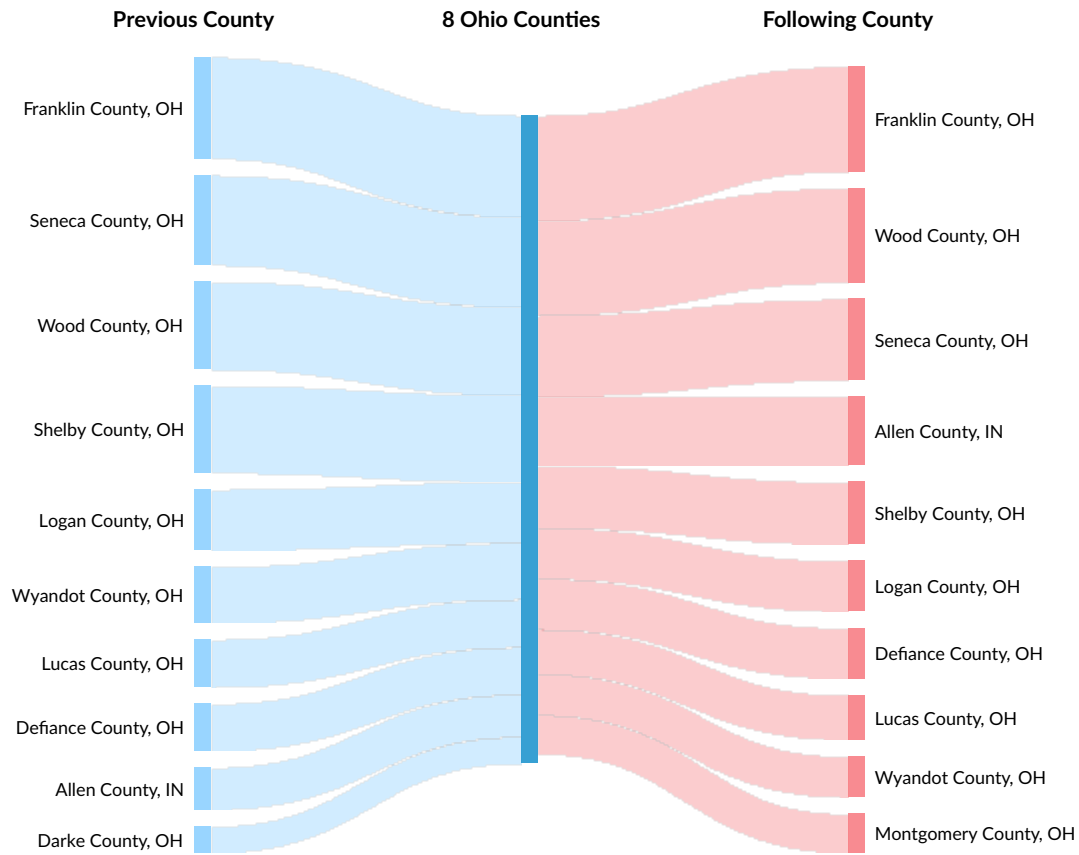 Previous County
8 Ohio Counties
Following County
Franklin County, OH
Seneca County, OH
Wood County, OH
Shelby County, OH
Logan County, OH
Wyandot County, OH
Lucas County, OH
Defiance County, OH
Allen County, IN
Darke County, OH
Franklin County, OH
Wood County, OH
Seneca County, OH
Allen County, IN
Shelby County, OH
Logan County, OH
Defiance County, OH
Lucas County, OH
Wyandot County, OH
Montgomery County, OH